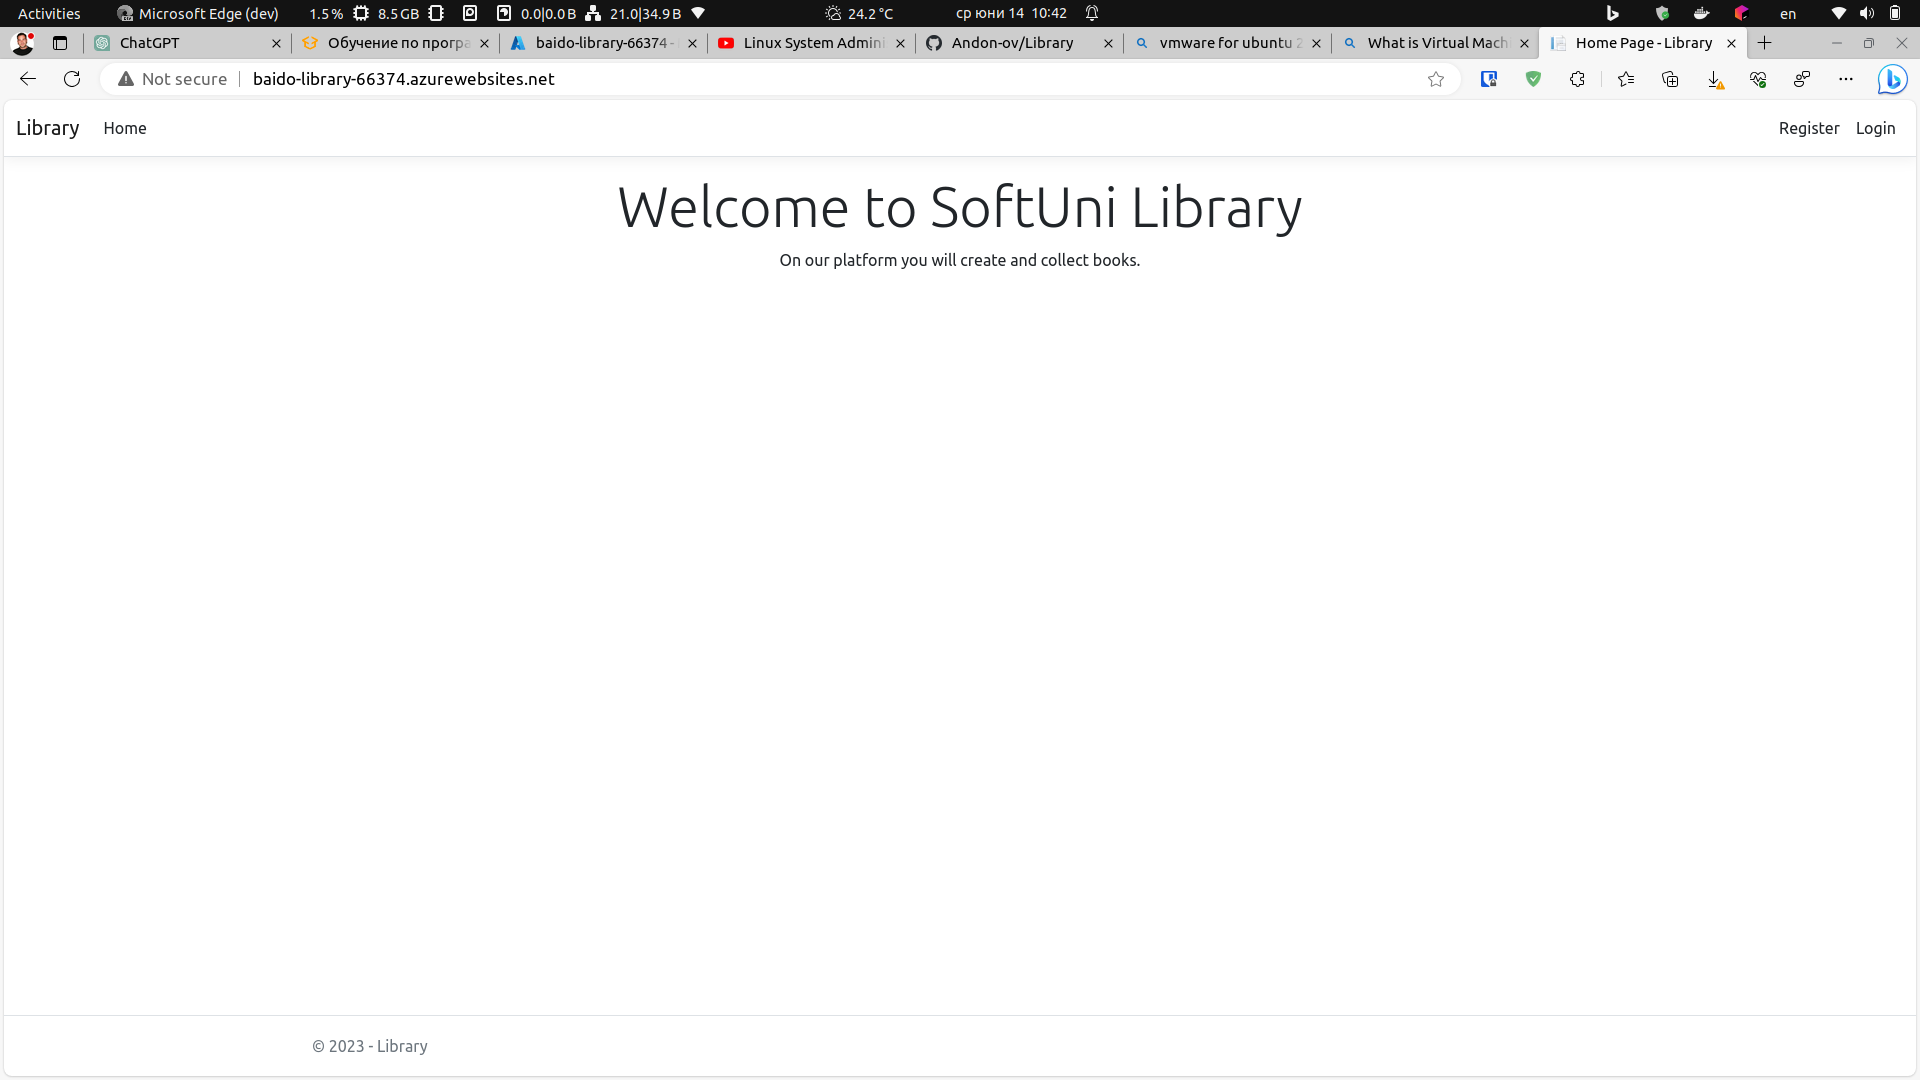 Activities Microsoft Edge (dev) 1.5 % 8.5 GB 0.0|0.0 B 21.0|34.9 B 24.2 °C ср юни 14 10:42 en
ChatGPT Обучение по програ baido-library-66374 - Linux System Admini Andon-ov/Library vmware for ubuntu 2 What is Virtual Mach Home Page - Library
Not secure baido-library-66374.azurewebsites.net
Library Home Register Login
Welcome to SoftUni Library
On our platform you will create and collect books.
© 2023 - Library